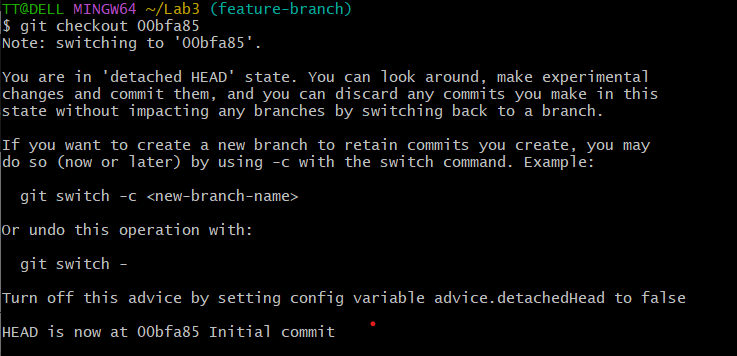 TT@DELL MINGW64 ~/Lab3 (feature-branch)
$ git checkout 00bfa85
Note: switching to '00bfa85'.
You are in 'detached HEAD' state. You can look around, make experimental
changes and commit them, and you can discard any commits you make in this
state without impacting any branches by switching back to a branch.
If you want to create a new branch to retain commits you create, you may
do so (now or later) by using -c with the switch command. Example:
git switch -c <new-branch-name>
Or undo this operation with:
git switch -
Turn off this advice by setting config variable advice.detachedHead to false
HEAD is now at 00bfa85 Initial commit